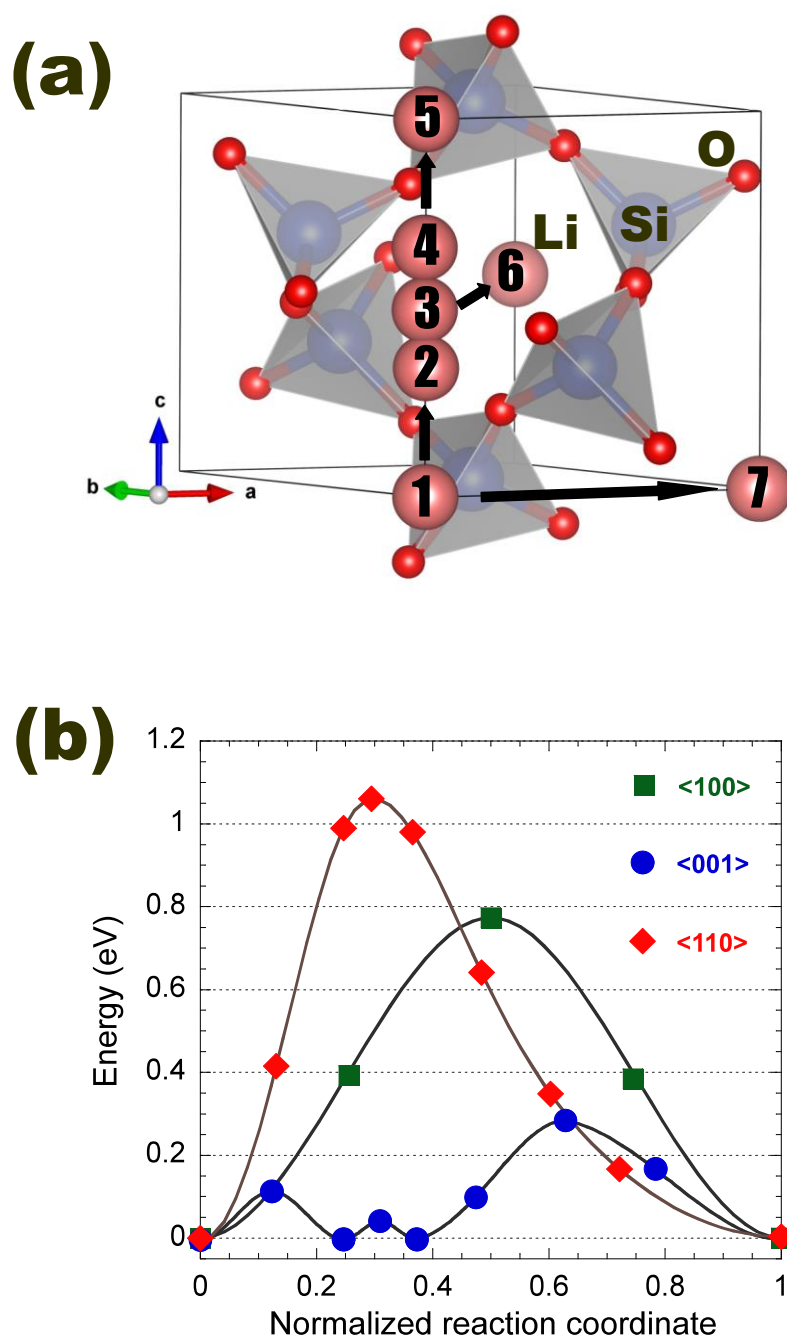 (a)
5
O
Li
Si
4
6
3
2
c
b
a
1
7
(b)
1.2
1
0.8
0.6
0.4
0.2
0
<100>
<001>
<110>
Energy (eV)
0
0.2
0.4
0.6
0.8
1
Normalized reaction coordinate